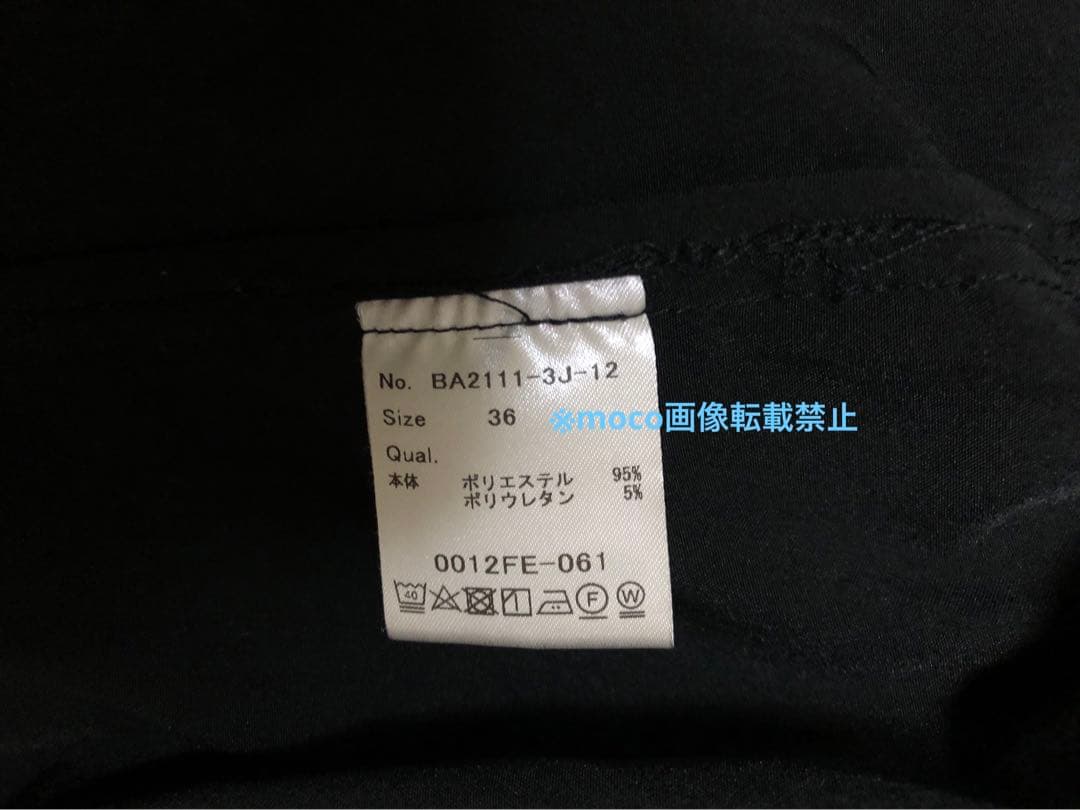 No. BA2111-3J-12
Size 36
※moco画像転載禁止
Qual.
本体 ポリエステル 95%
ポリウレタン 5%
0012FE-061
40 F W